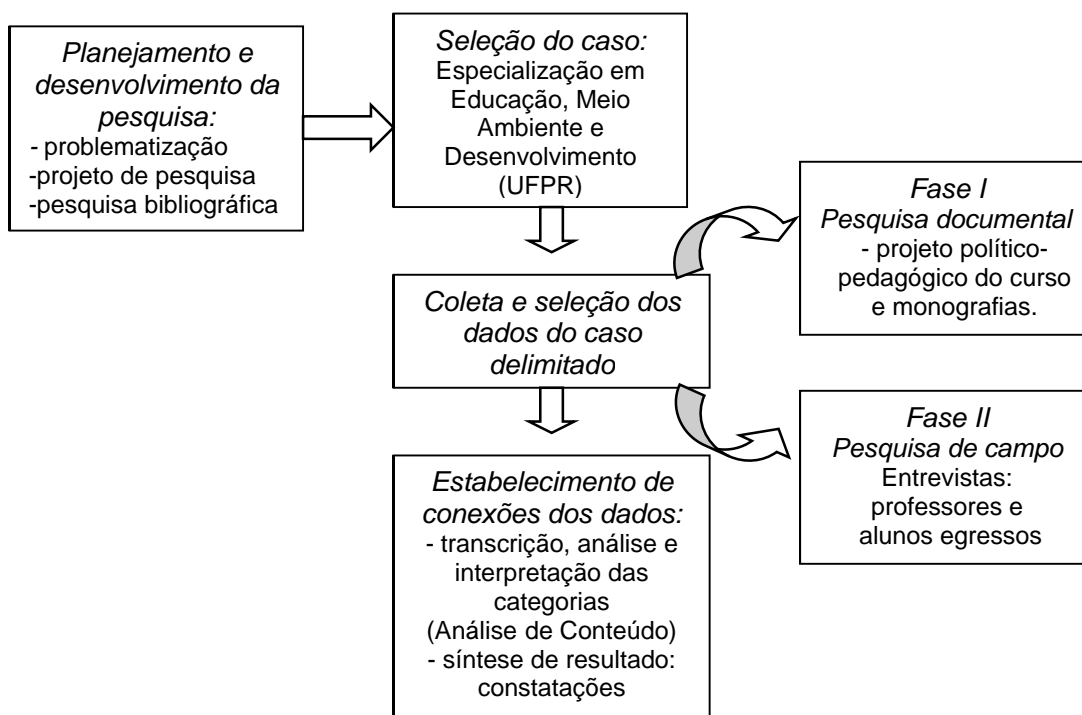 Planejamento e
desenvolvimento da
pesquisa:
- problematização
-projeto de pesquisa
-pesquisa bibliográfica
Seleção do caso:
Especialização em
Educação, Meio
Ambiente e
Desenvolvimento
(UFPR)
Coleta e seleção dos
dados do caso
delimitado
Fase I
Pesquisa documental
- projeto político-
pedagógico do curso
e monografias.
Fase II
Pesquisa de campo
Entrevistas:
professores e
alunos egressos
Estabelecimento de
conexões dos dados:
- transcrição, análise e
interpretação das
categorias
(Análise de Conteúdo)
- síntese de resultado:
constatações